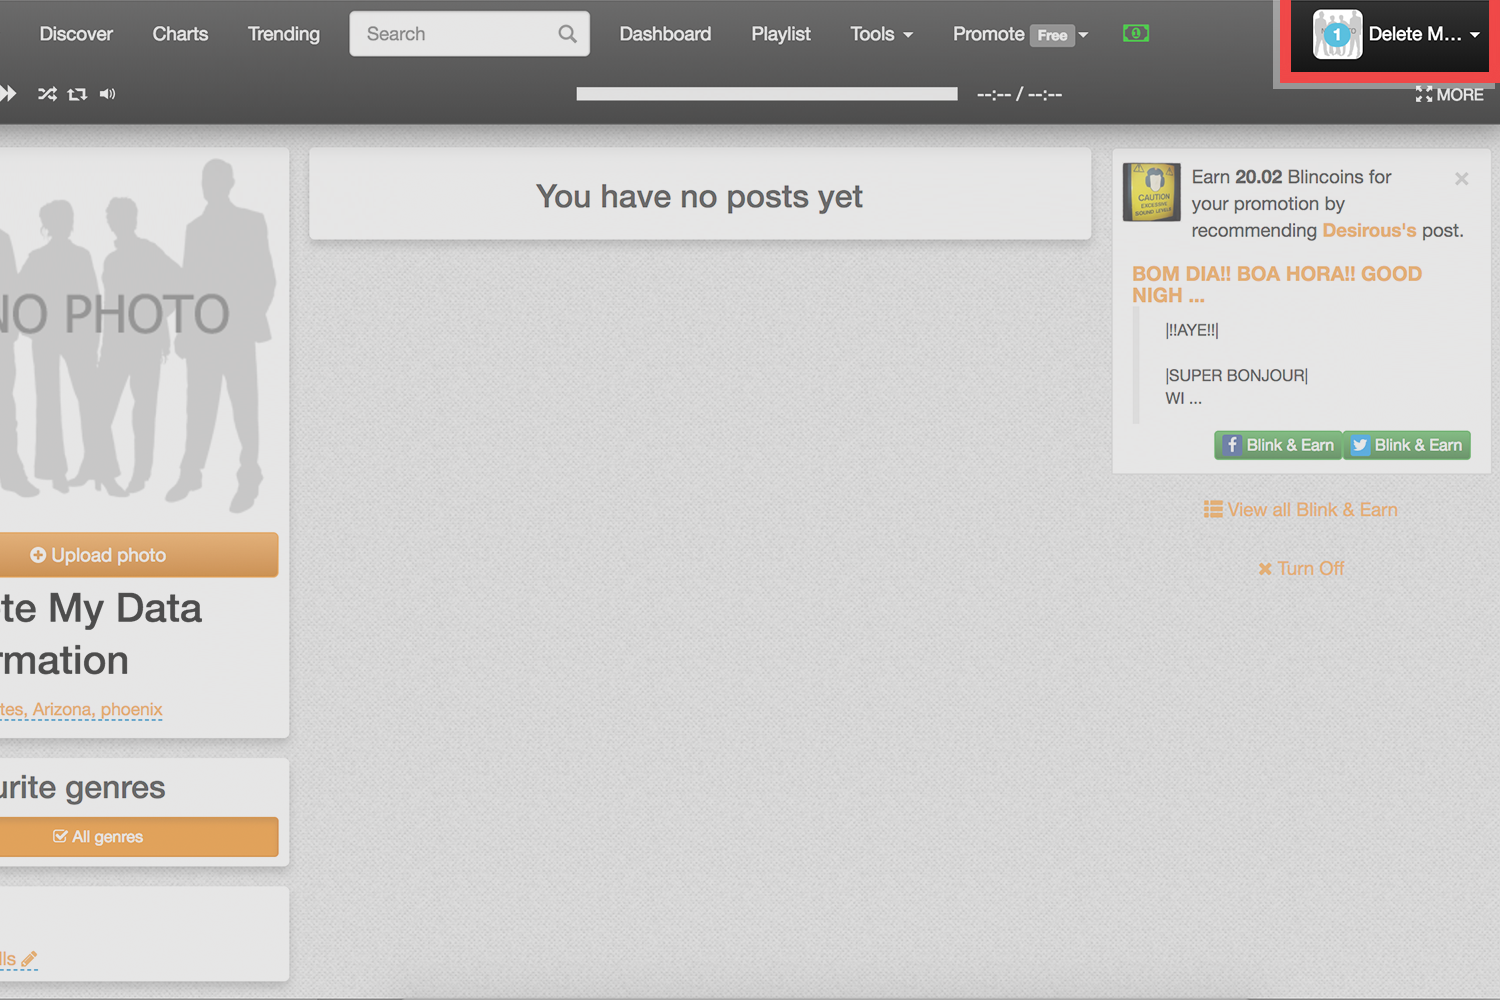 Discover Charts Trending Search Dashboard Playlist Tools Promote Free 1 Delete M...
--:-- / --:-- MORE
NO PHOTO
Upload photo
te My Data
rmation
tes, Arizona, phoenix
urite genres
All genres
lls
You have no posts yet
CAUTION
EXCESSIVE
SOUND LEVELS
Earn 20.02 Blincoins for
your promotion by
recommending Desirous's post.
BOM DIA!! BOA HORA!! GOOD
NIGH ...
|!!AYE!!|
|SUPER BONJOUR|
WI ...
Blink & Earn Blink & Earn
View all Blink & Earn
Turn Off